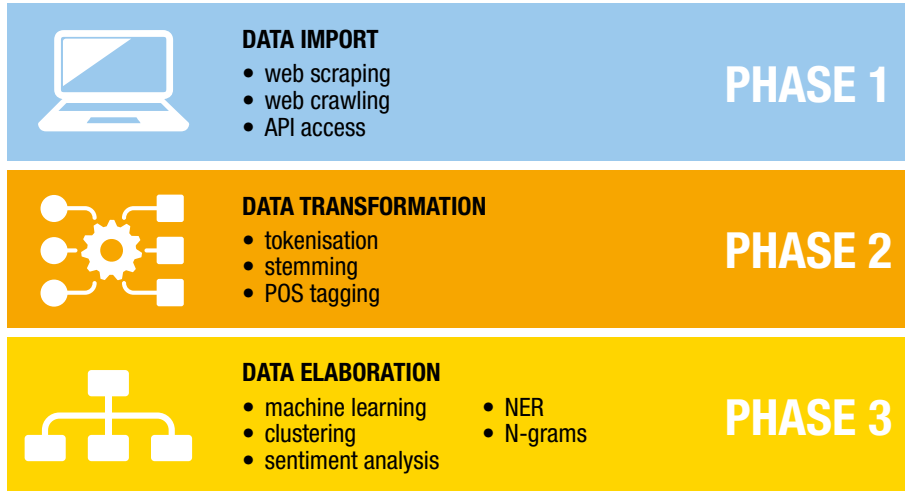 DATA IMPORT
• web scraping
• web crawling
• API access
PHASE 1
DATA TRANSFORMATION
• tokenisation
• stemming
• POS tagging
PHASE 2
DATA ELABORATION
• machine learning
• clustering
• sentiment analysis
• NER
• N-grams
PHASE 3